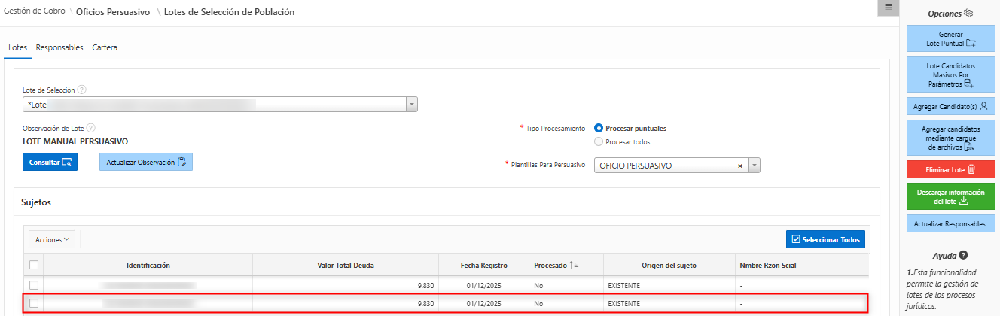 Gestión de Cobro \ Oficios Persuasivo \ Lotes de Selección de Población
Lotes Responsables Cartera
Lote de Selección ?
*Lote:
Observación de Lote ?
LOTE MANUAL PERSUASIVO
Consultar
Actualizar Observación
* Tipo Procesamiento
Procesar puntuales
Procesar todos
* Plantillas Para Persuasivo
OFICIO PERSUASIVO ×
Sujetos
Acciones
Seleccionar Todos
Identificación Valor Total Deuda Fecha Registro Procesado Origen del sujeto Nmbre Rzon Scial
9.830 01/12/2025 No EXISTENTE -
9.830 01/12/2025 No EXISTENTE -
Opciones
Generar
Lote Puntual
Lote Candidatos
Masivos Por
Parámetros
Agregar Candidato(s)
Agregar candidatos
mediante cargue
de archivos
Eliminar Lote
Descargar información
del lote
Actualizar Responsables
Ayuda ?
1.Esta funcionalidad
permite la gestión de
lotes de los procesos
jurídicos.